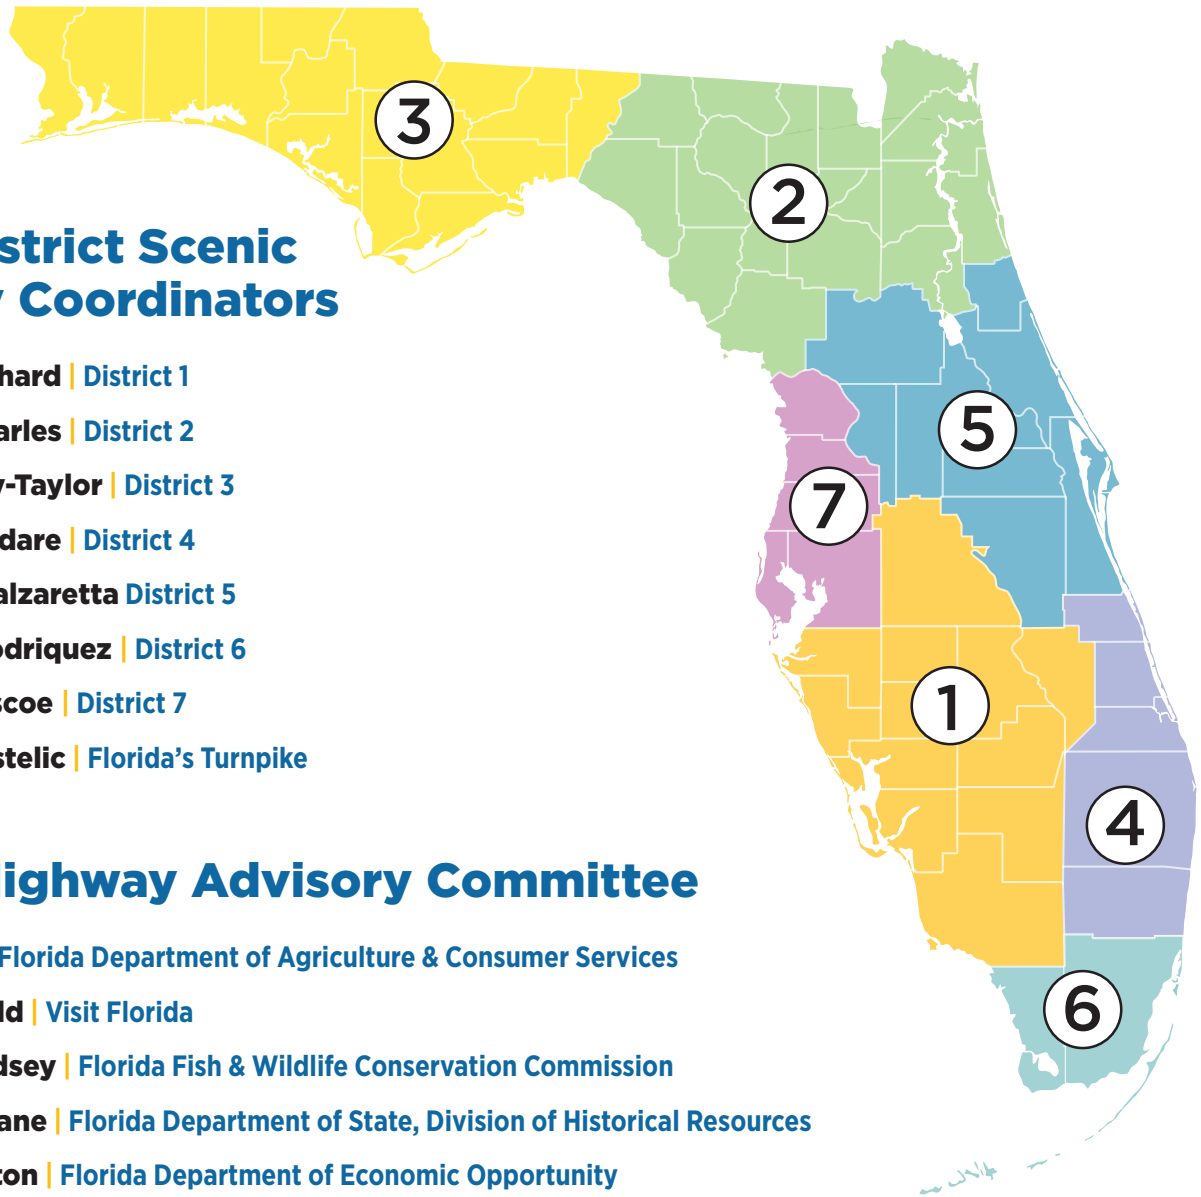 strict Scenic
y Coordinators
hard | District 1
arles | District 2
y-Taylor | District 3
dare | District 4
alzaretta District 5
odriquez | District 6
scoe | District 7
stelic | Florida's Turnpike
Highway Advisory Committee
Florida Department of Agriculture & Consumer Services
ld | Visit Florida
dsey | Florida Fish & Wildlife Conservation Commission
ane | Florida Department of State, Division of Historical Resources
ton | Florida Department of Economic Opportunity
3
2
5
7
1
4
6